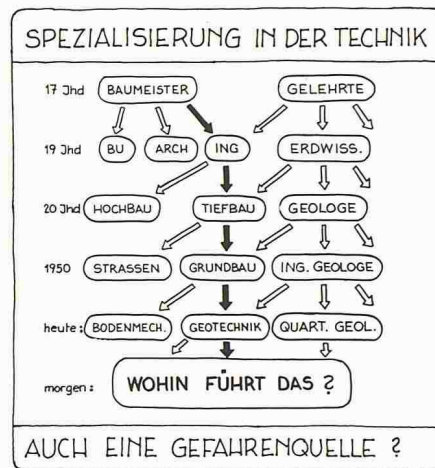 SPEZIALISIERUNG IN DER TECHNIK
17 Jhd BAUMEISTER GELEHRTE
19 Jhd BU ARCH ING ERDWISS.
20 Jhd HOCHBAU TIEFBAU GEOLOGE
1950 STRASSEN GRUNDBAU ING. GEOLOGE
heute: BODENMECH. GEOTECHNIK QUART. GEOL.
morgen: WOHIN FÜHRT DAS ?
AUCH EINE GEFAHRENQUELLE ?